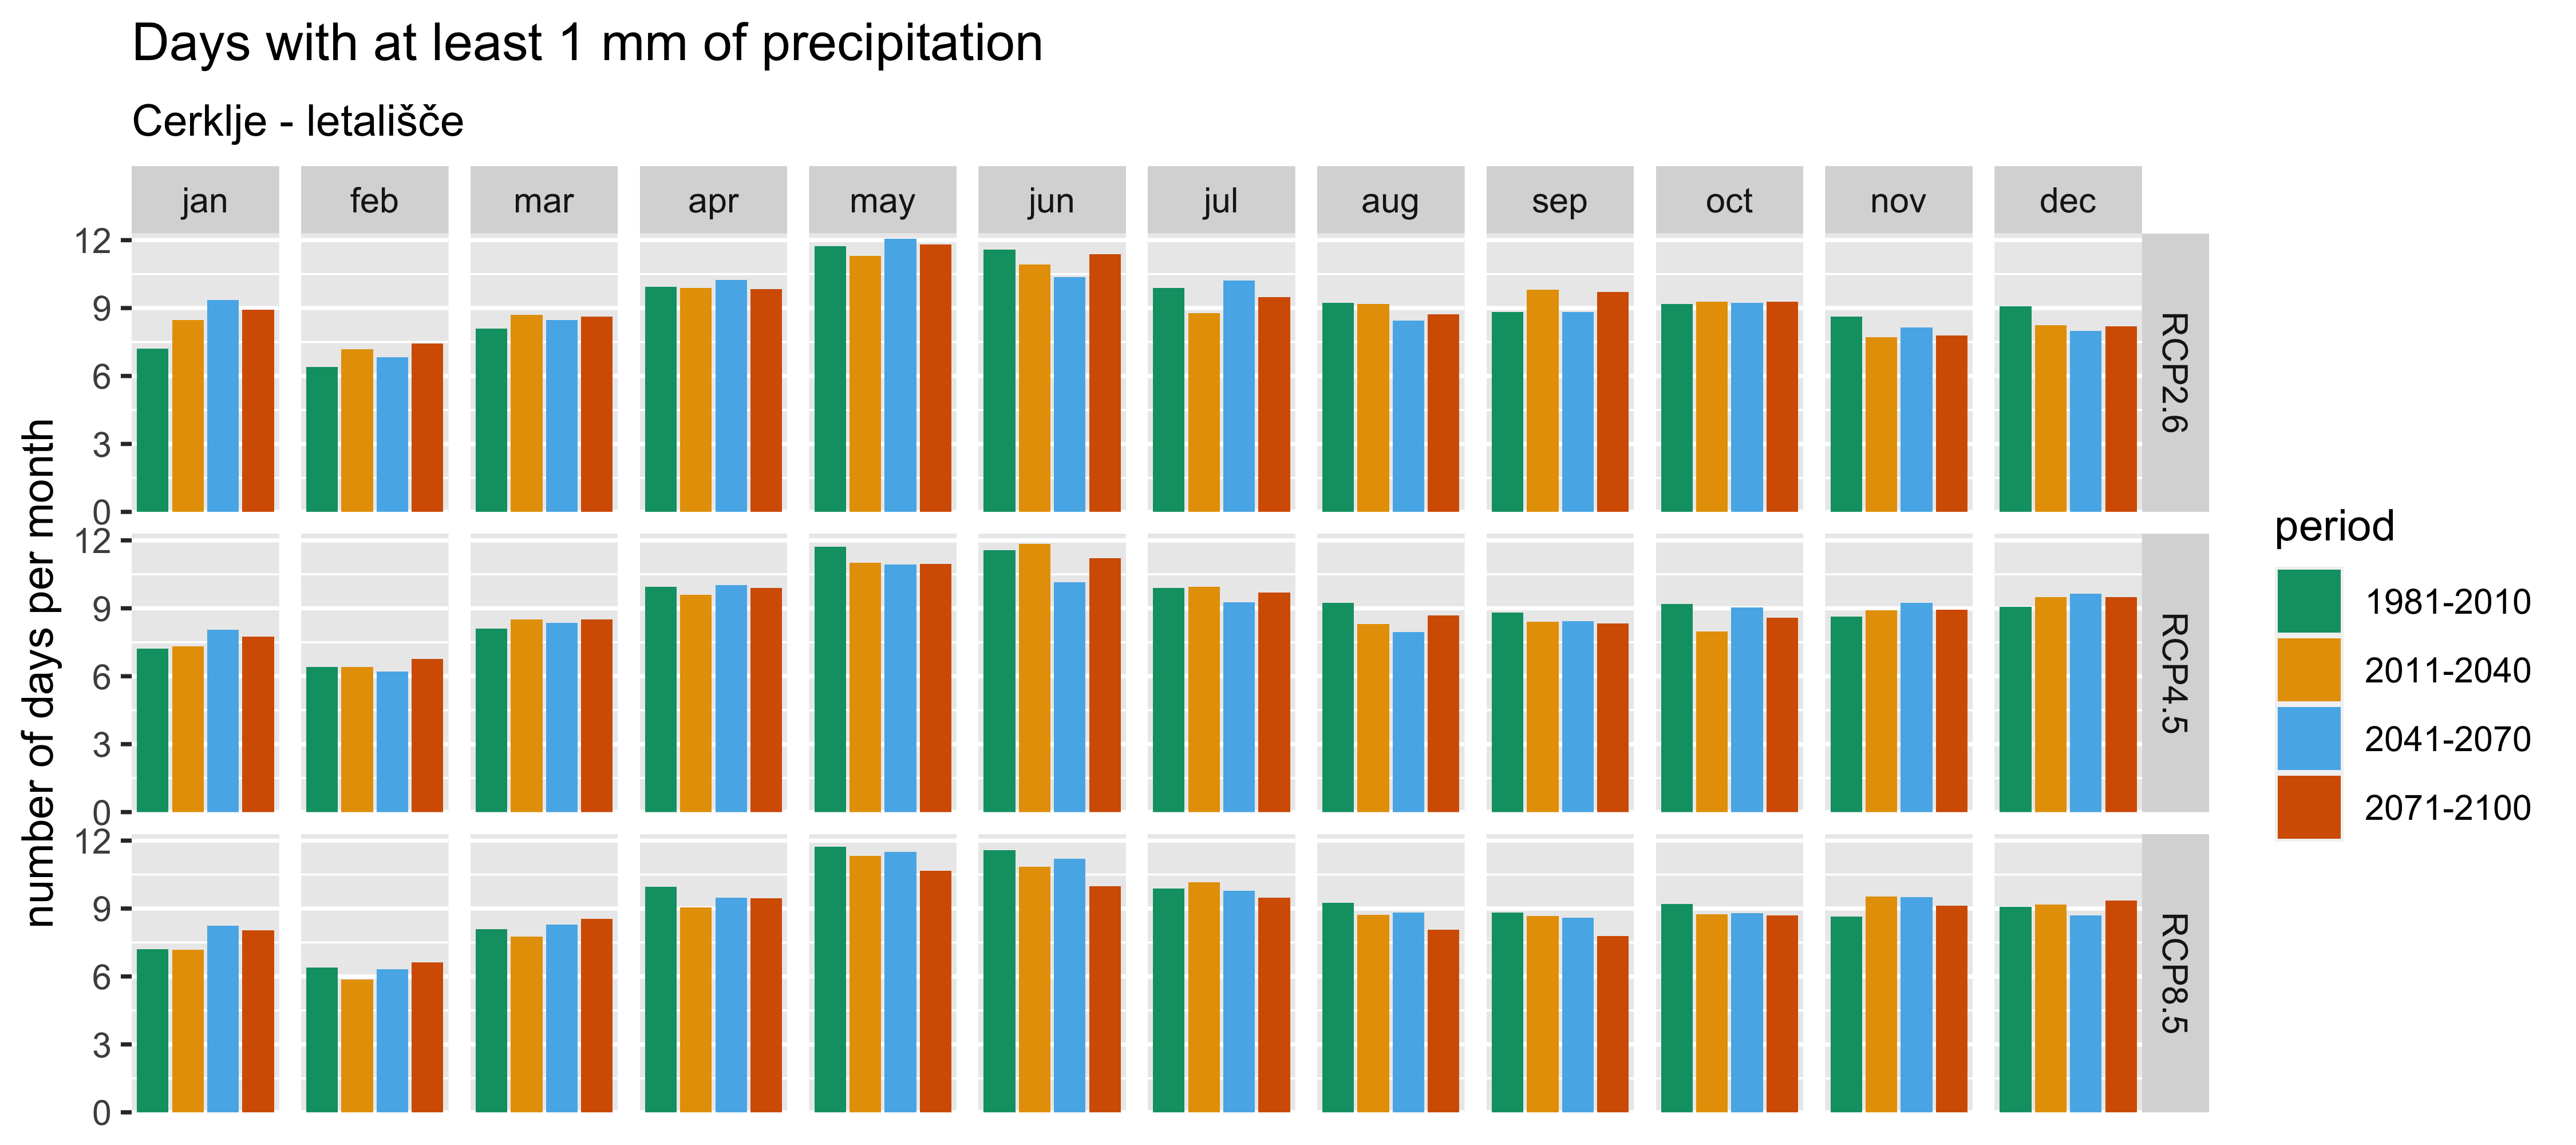 Days with at least 1 mm of precipitation
Cerklje - letališče
jan feb mar apr may jun jul aug sep oct nov dec
number of days per month
12
9
6
3
0
RCP2.6
12
9
6
3
0
RCP4.5
12
9
6
3
0
RCP8.5
period
1981-2010
2011-2040
2041-2070
2071-2100